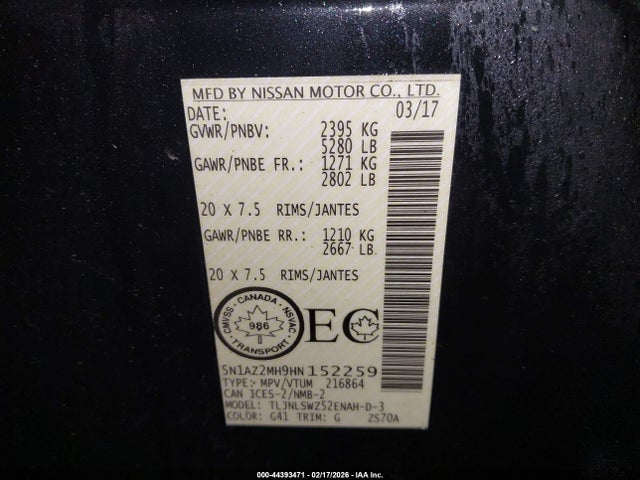 MFD BY NISSAN MOTOR CO., LTD.
DATE: 03/17
GVWR/PNBV: 2395 KG
5280 LB
GAWR/PNBE FR.: 1271 KG
2802 LB
20 X 7.5 RIMS/JANTES
GAWR/PNBE RR.: 1210 KG
2667 LB
20 X 7.5 RIMS/JANTES
CMVSS · CANADA · NSVAC
986
TRANSPORT
EC
5N1AZ2MH9HN152259
TYPE:- MPV/VTUM 216864
CAN ICES-2/NMB-2
MODEL: TLJNLSWZ52ENAH-D-3
COLOR: G41 TRIM: G 2S70A
000-44393471 - 02/17/2026 - IAA Inc.